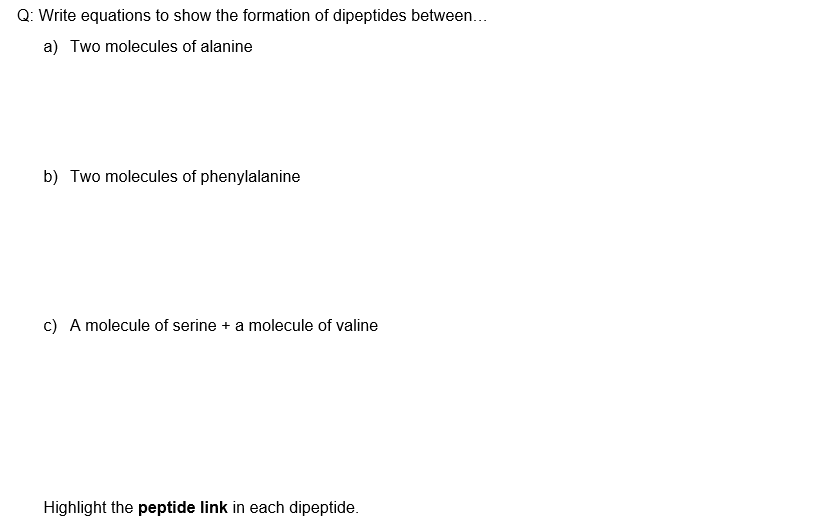 Q: Write equations to show the formation of dipeptides between…
a) Two molecules of alanine
b) Two molecules of phenylalanine
c) A molecule of serine + a molecule of valine
Highlight the peptide link in each dipeptide.